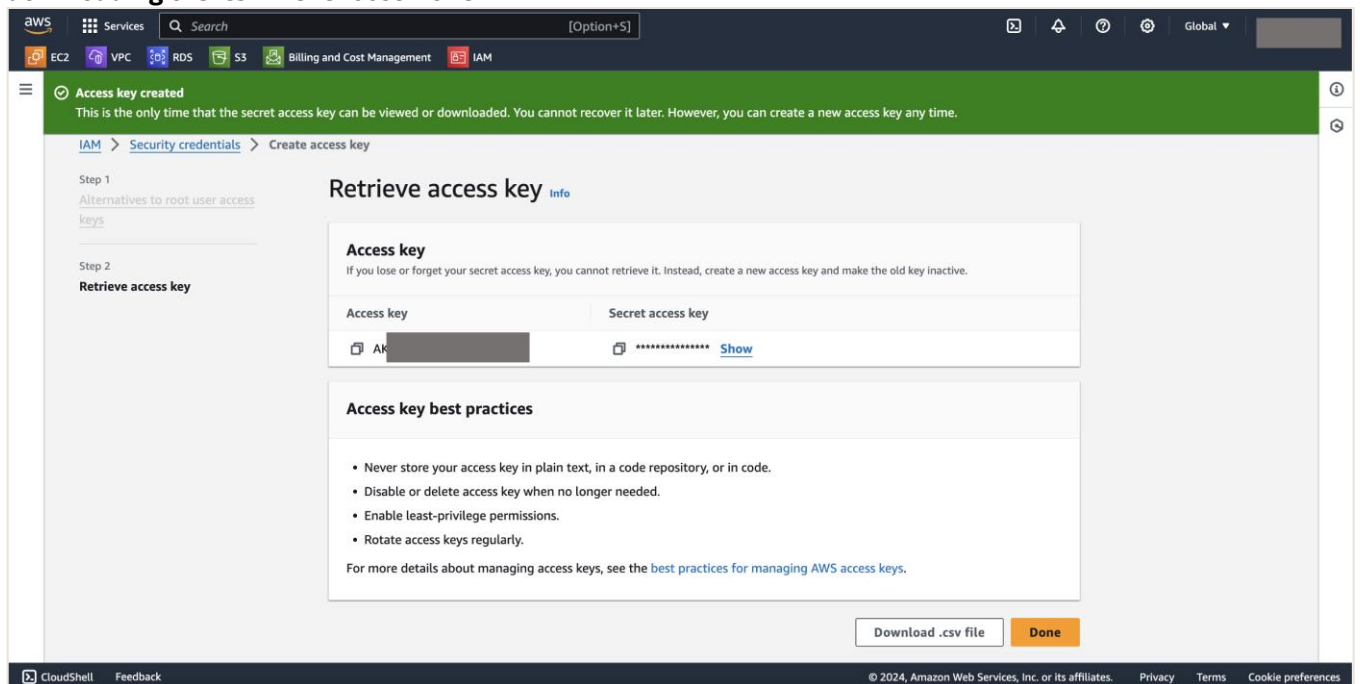 aws Services Search [Option+S] Global ▼
EC2 VPC RDS S3 Billing and Cost Management IAM
Access key created
This is the only time that the secret access key can be viewed or downloaded. You cannot recover it later. However, you can create a new access key any time.
IAM > Security credentials > Create access key
Step 1
Alternatives to root user access
keys
Step 2
Retrieve access key
Retrieve access key Info
Access key
If you lose or forget your secret access key, you cannot retrieve it. Instead, create a new access key and make the old key inactive.
Access key Secret access key
AK *************** Show
Access key best practices
• Never store your access key in plain text, in a code repository, or in code.
• Disable or delete access key when no longer needed.
• Enable least-privilege permissions.
• Rotate access keys regularly.
For more details about managing access keys, see the best practices for managing AWS access keys.
Download .csv file Done
CloudShell Feedback © 2024, Amazon Web Services, Inc. or its affiliates. Privacy Terms Cookie preferences